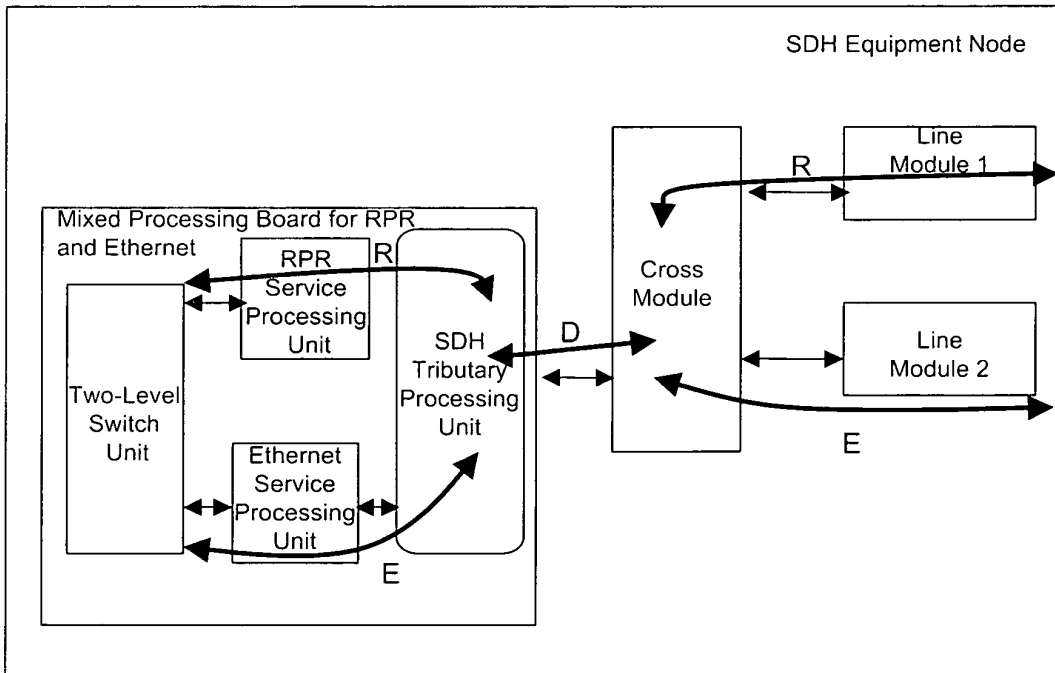 SDH Equipment Node
Mixed Processing Board for RPR
and Ethernet
Two-Level
Switch
Unit
RPR
Service
Processing
Unit
R
Ethernet
Service
Processing
Unit
E
SDH
Tributary
Processing
Unit
D
Cross
Module
R
Line
Module 1
Line
Module 2
E